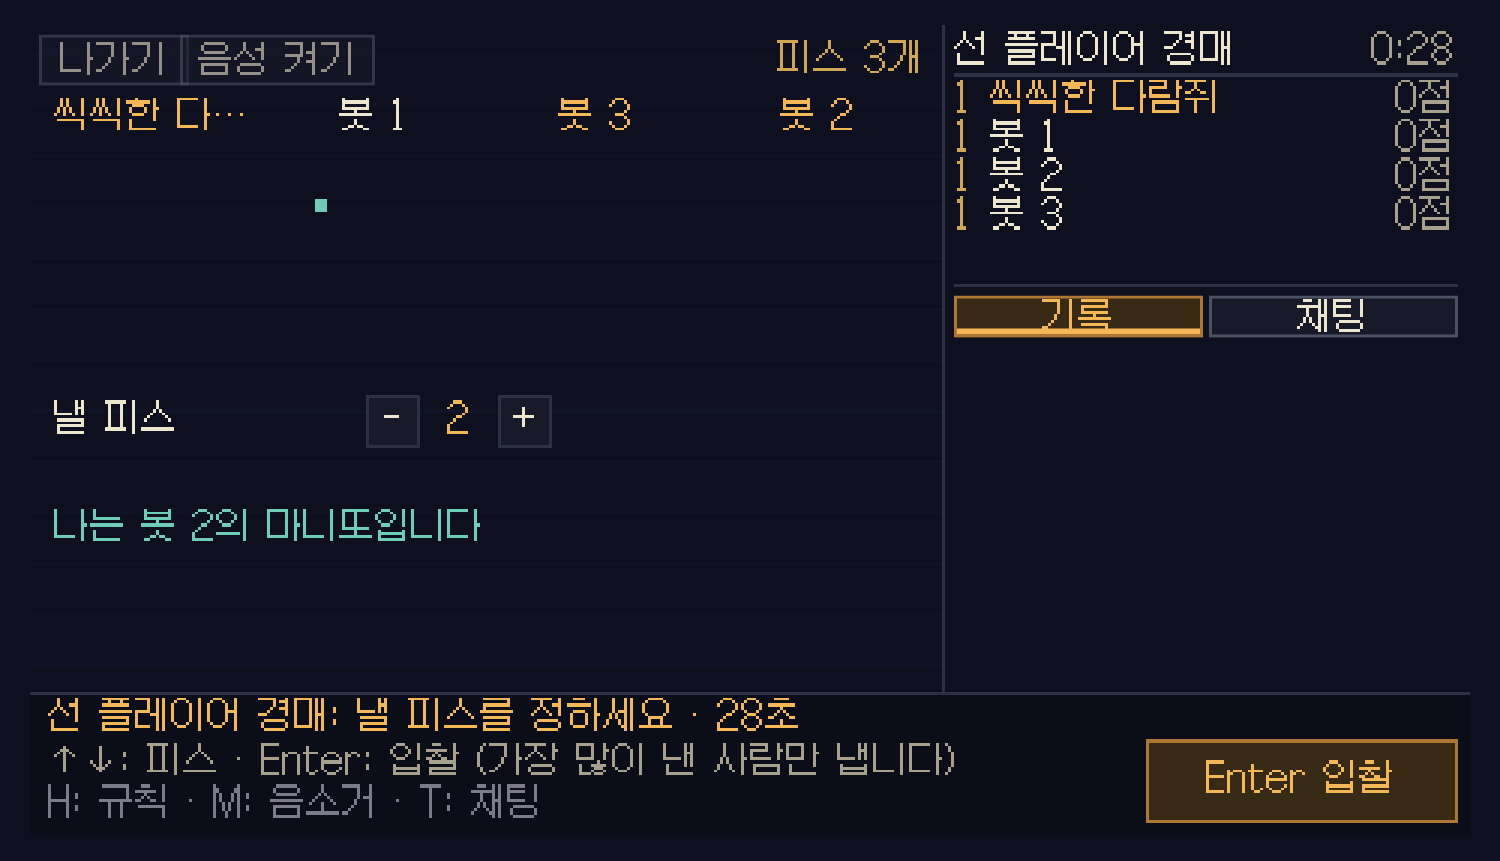 나가기 음성 켜기 피스 3개
씩씩한 다… 봇 1 봇 3 봇 2
낼 피스 - 2 +
나는 봇 2의 마니또입니다
선 플레이어 경매 0:28
1 씩씩한 다람쥐 0점
1 봇 1 0점
1 봇 2 0점
1 봇 3 0점
기록 채팅
선 플레이어 경매: 낼 피스를 정하세요 · 28초
↑↓: 피스 · Enter: 입찰 (가장 많이 낸 사람만 냅니다)
H: 규칙 · M: 음소거 · T: 채팅
Enter 입찰